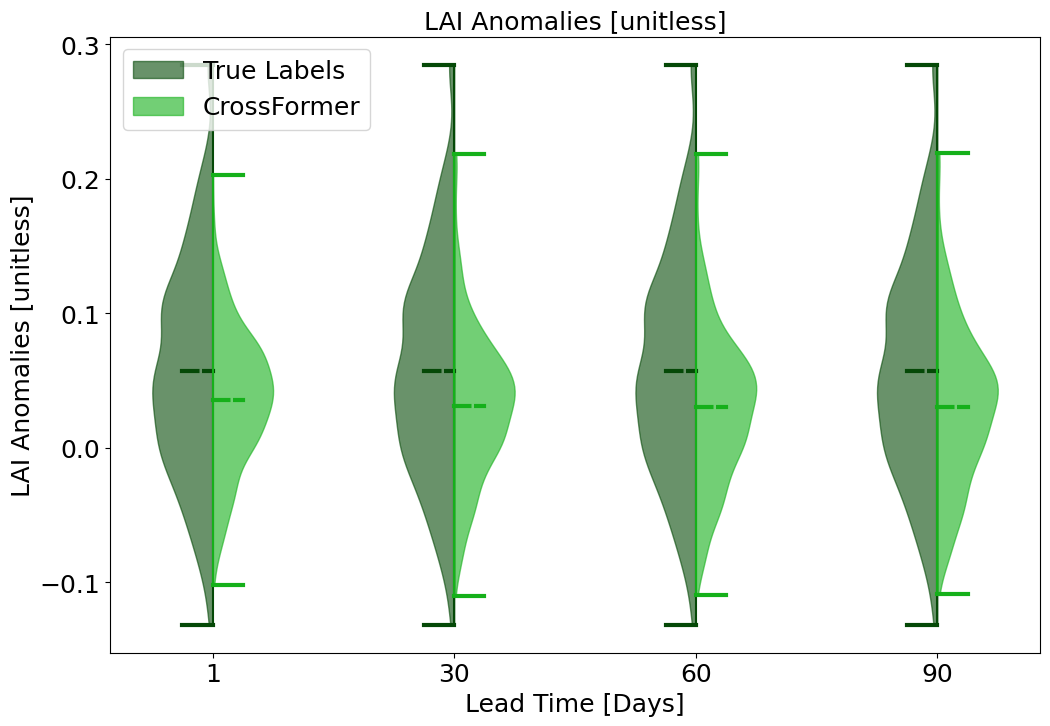 LAI Anomalies [unitless]
True Labels
CrossFormer
LAI Anomalies [unitless]
0.3
0.2
0.1
0.0
−0.1
1 30 60 90
Lead Time [Days]